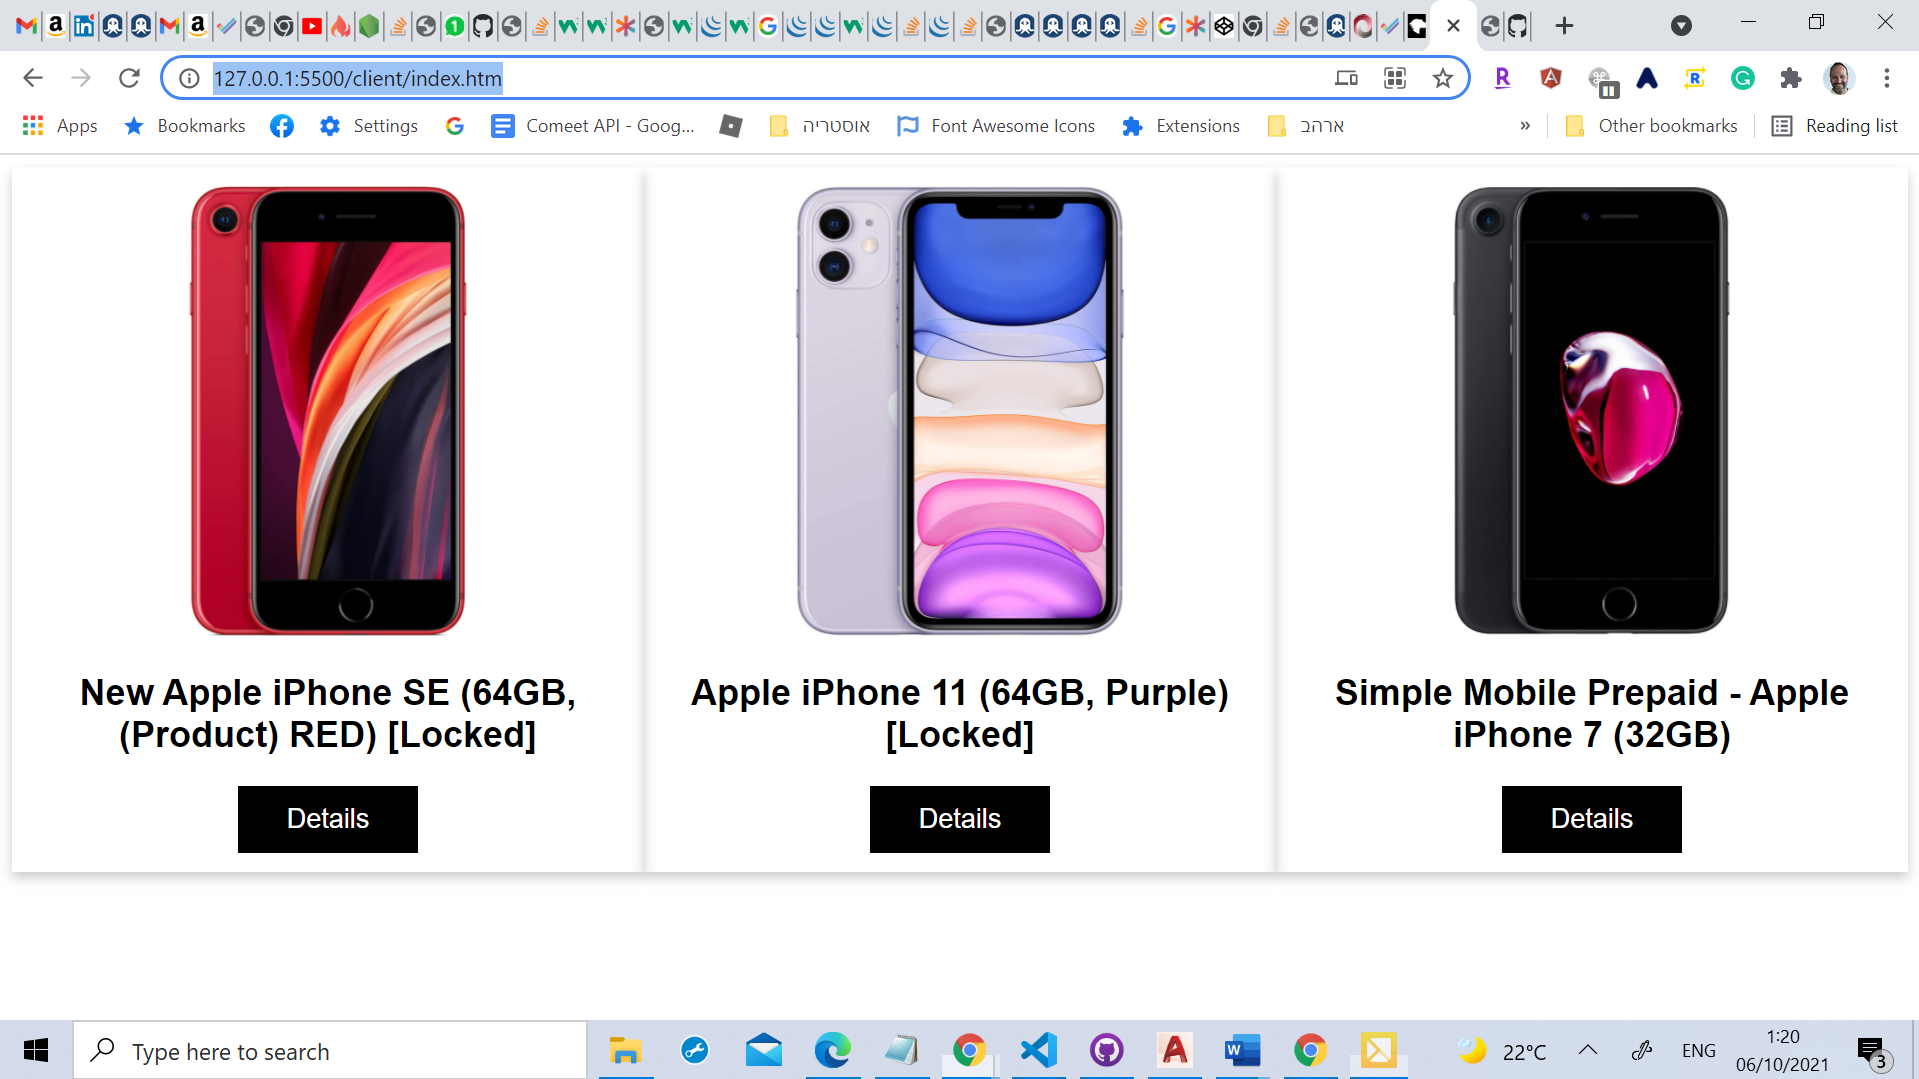 127.0.0.1:5500/client/index.htm
Apps
Bookmarks
Settings
Comeet API - Goog...
אוסטריה
Font Awesome Icons
Extensions
ארהב
»
Other bookmarks
Reading list
New Apple iPhone SE (64GB,
(Product) RED) [Locked]
Details
Apple iPhone 11 (64GB, Purple)
[Locked]
Details
Simple Mobile Prepaid - Apple
iPhone 7 (32GB)
Details
Type here to search
22°C
ENG
1:20
06/10/2021
3